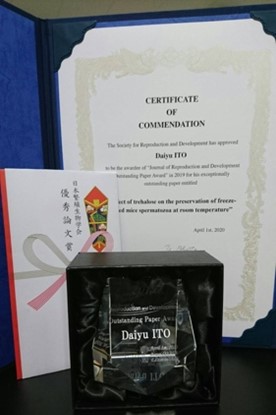 CERTIFICATE
OF
COMMENDATION
The Society for Reproduction and Development has approved
Daiyu ITO
to be the awardee of "Journal of Reproduction and Development
Outstanding Paper Award" in 2019 for his exceptionally
outstanding paper entitled
ect of trehalose on the preservation of freeze-
ed mice spermatozoa at room temperature"
April 1st, 2020
日本繁殖生物学会
優秀論文賞
Outstanding Paper Awa
Daiyu ITO